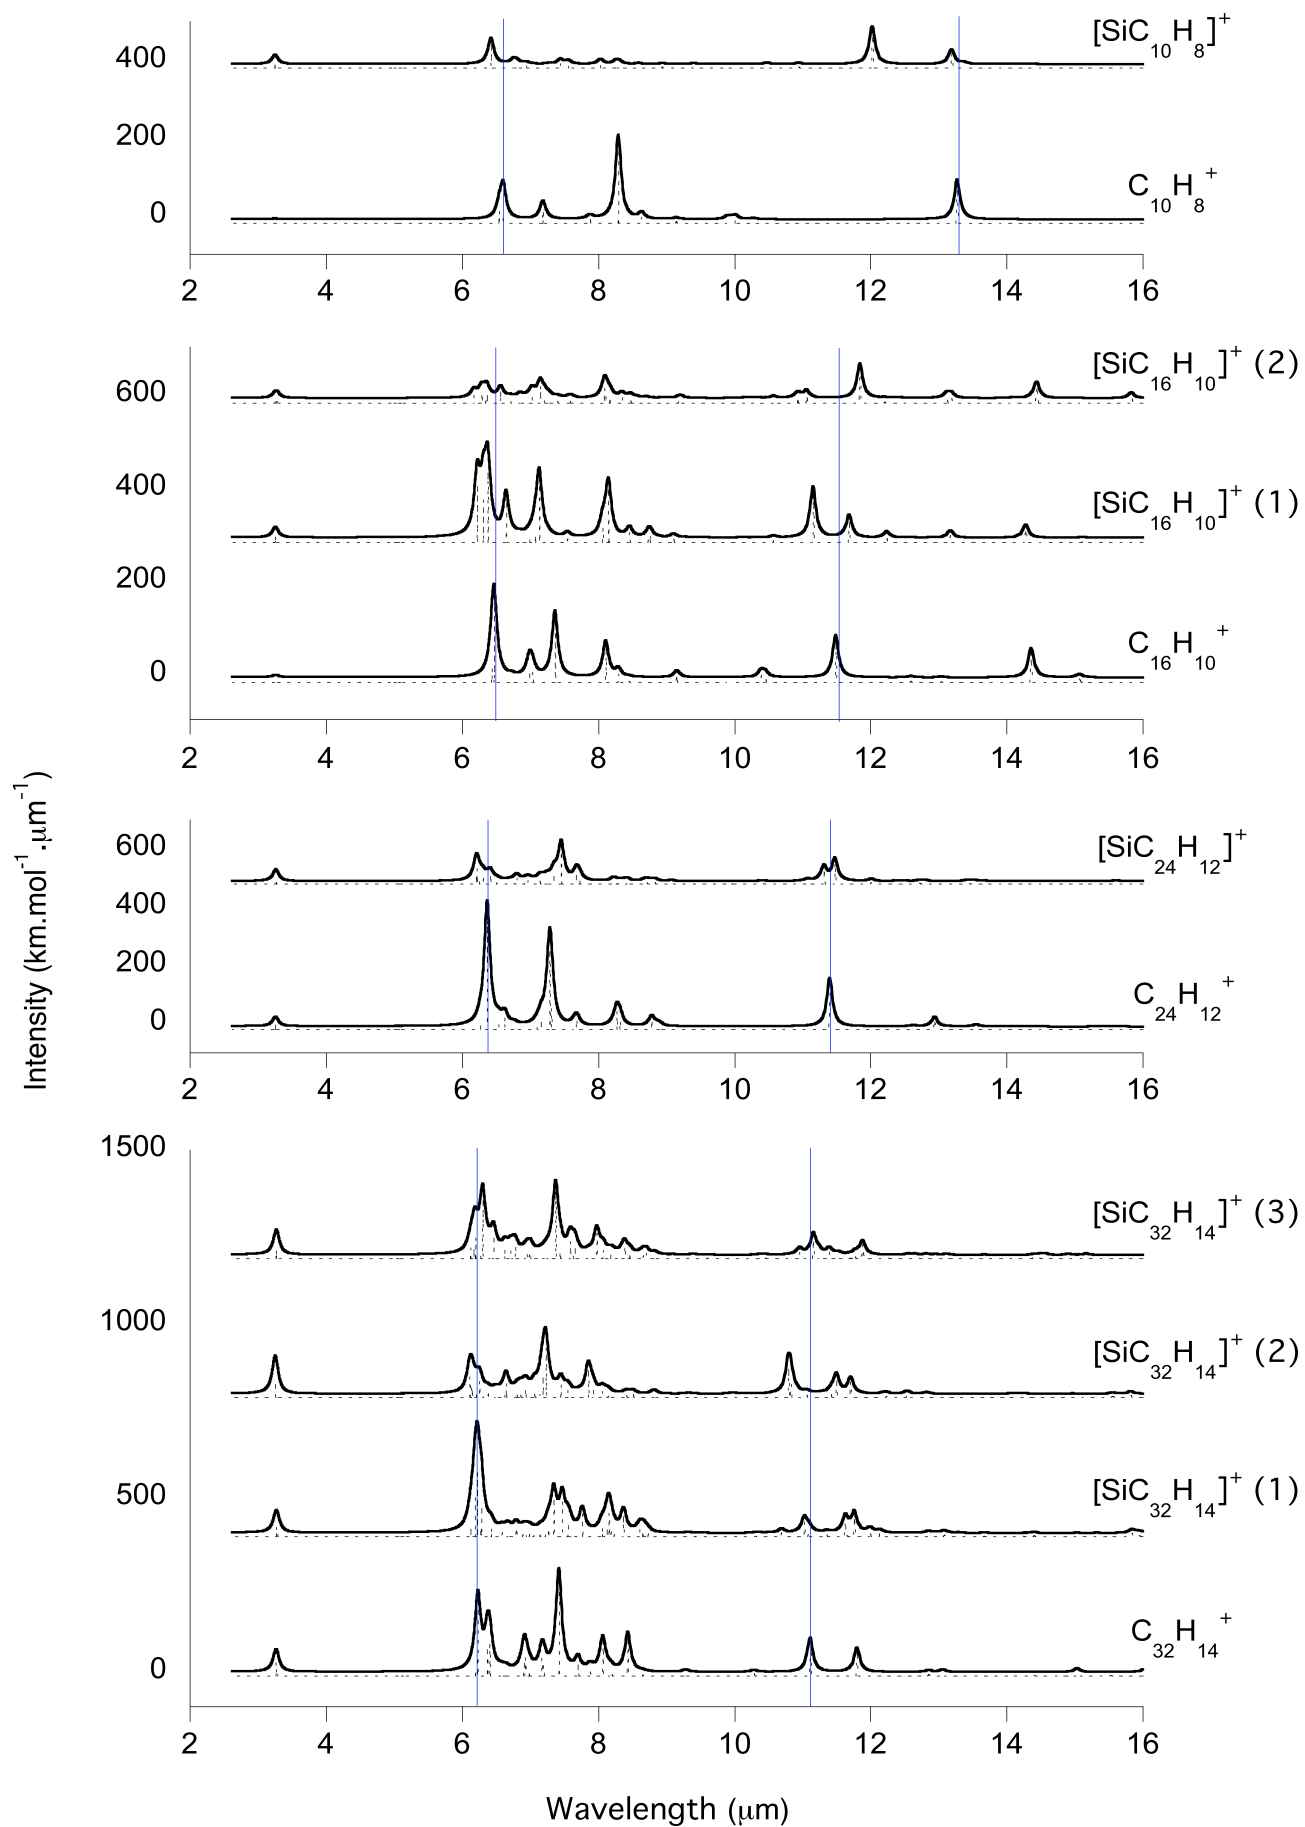 [SiC10H8]+
400
200
C10H8+
0
2 4 6 8 10 12 14 16
[SiC16H10]+ (2)
600
400
[SiC16H10]+ (1)
200
C16H10+
0
2 4 6 8 10 12 14 16
Intensity (km.mol-1.μm-1)
600
[SiC24H12]+
400
200
C24H12+
0
2 4 6 8 10 12 14 16
1500
[SiC32H14]+ (3)
1000
[SiC32H14]+ (2)
500
[SiC32H14]+ (1)
C32H14+
0
2 4 6 8 10 12 14 16
Wavelength (μm)